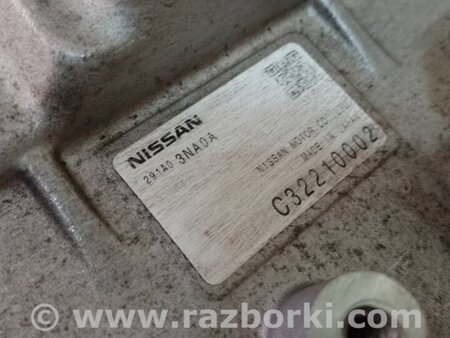 NISSAN
291A0 3NA0A
NISSAN MOTOR CO
MADE IN JAPAN
C32210002
www.razborki.com